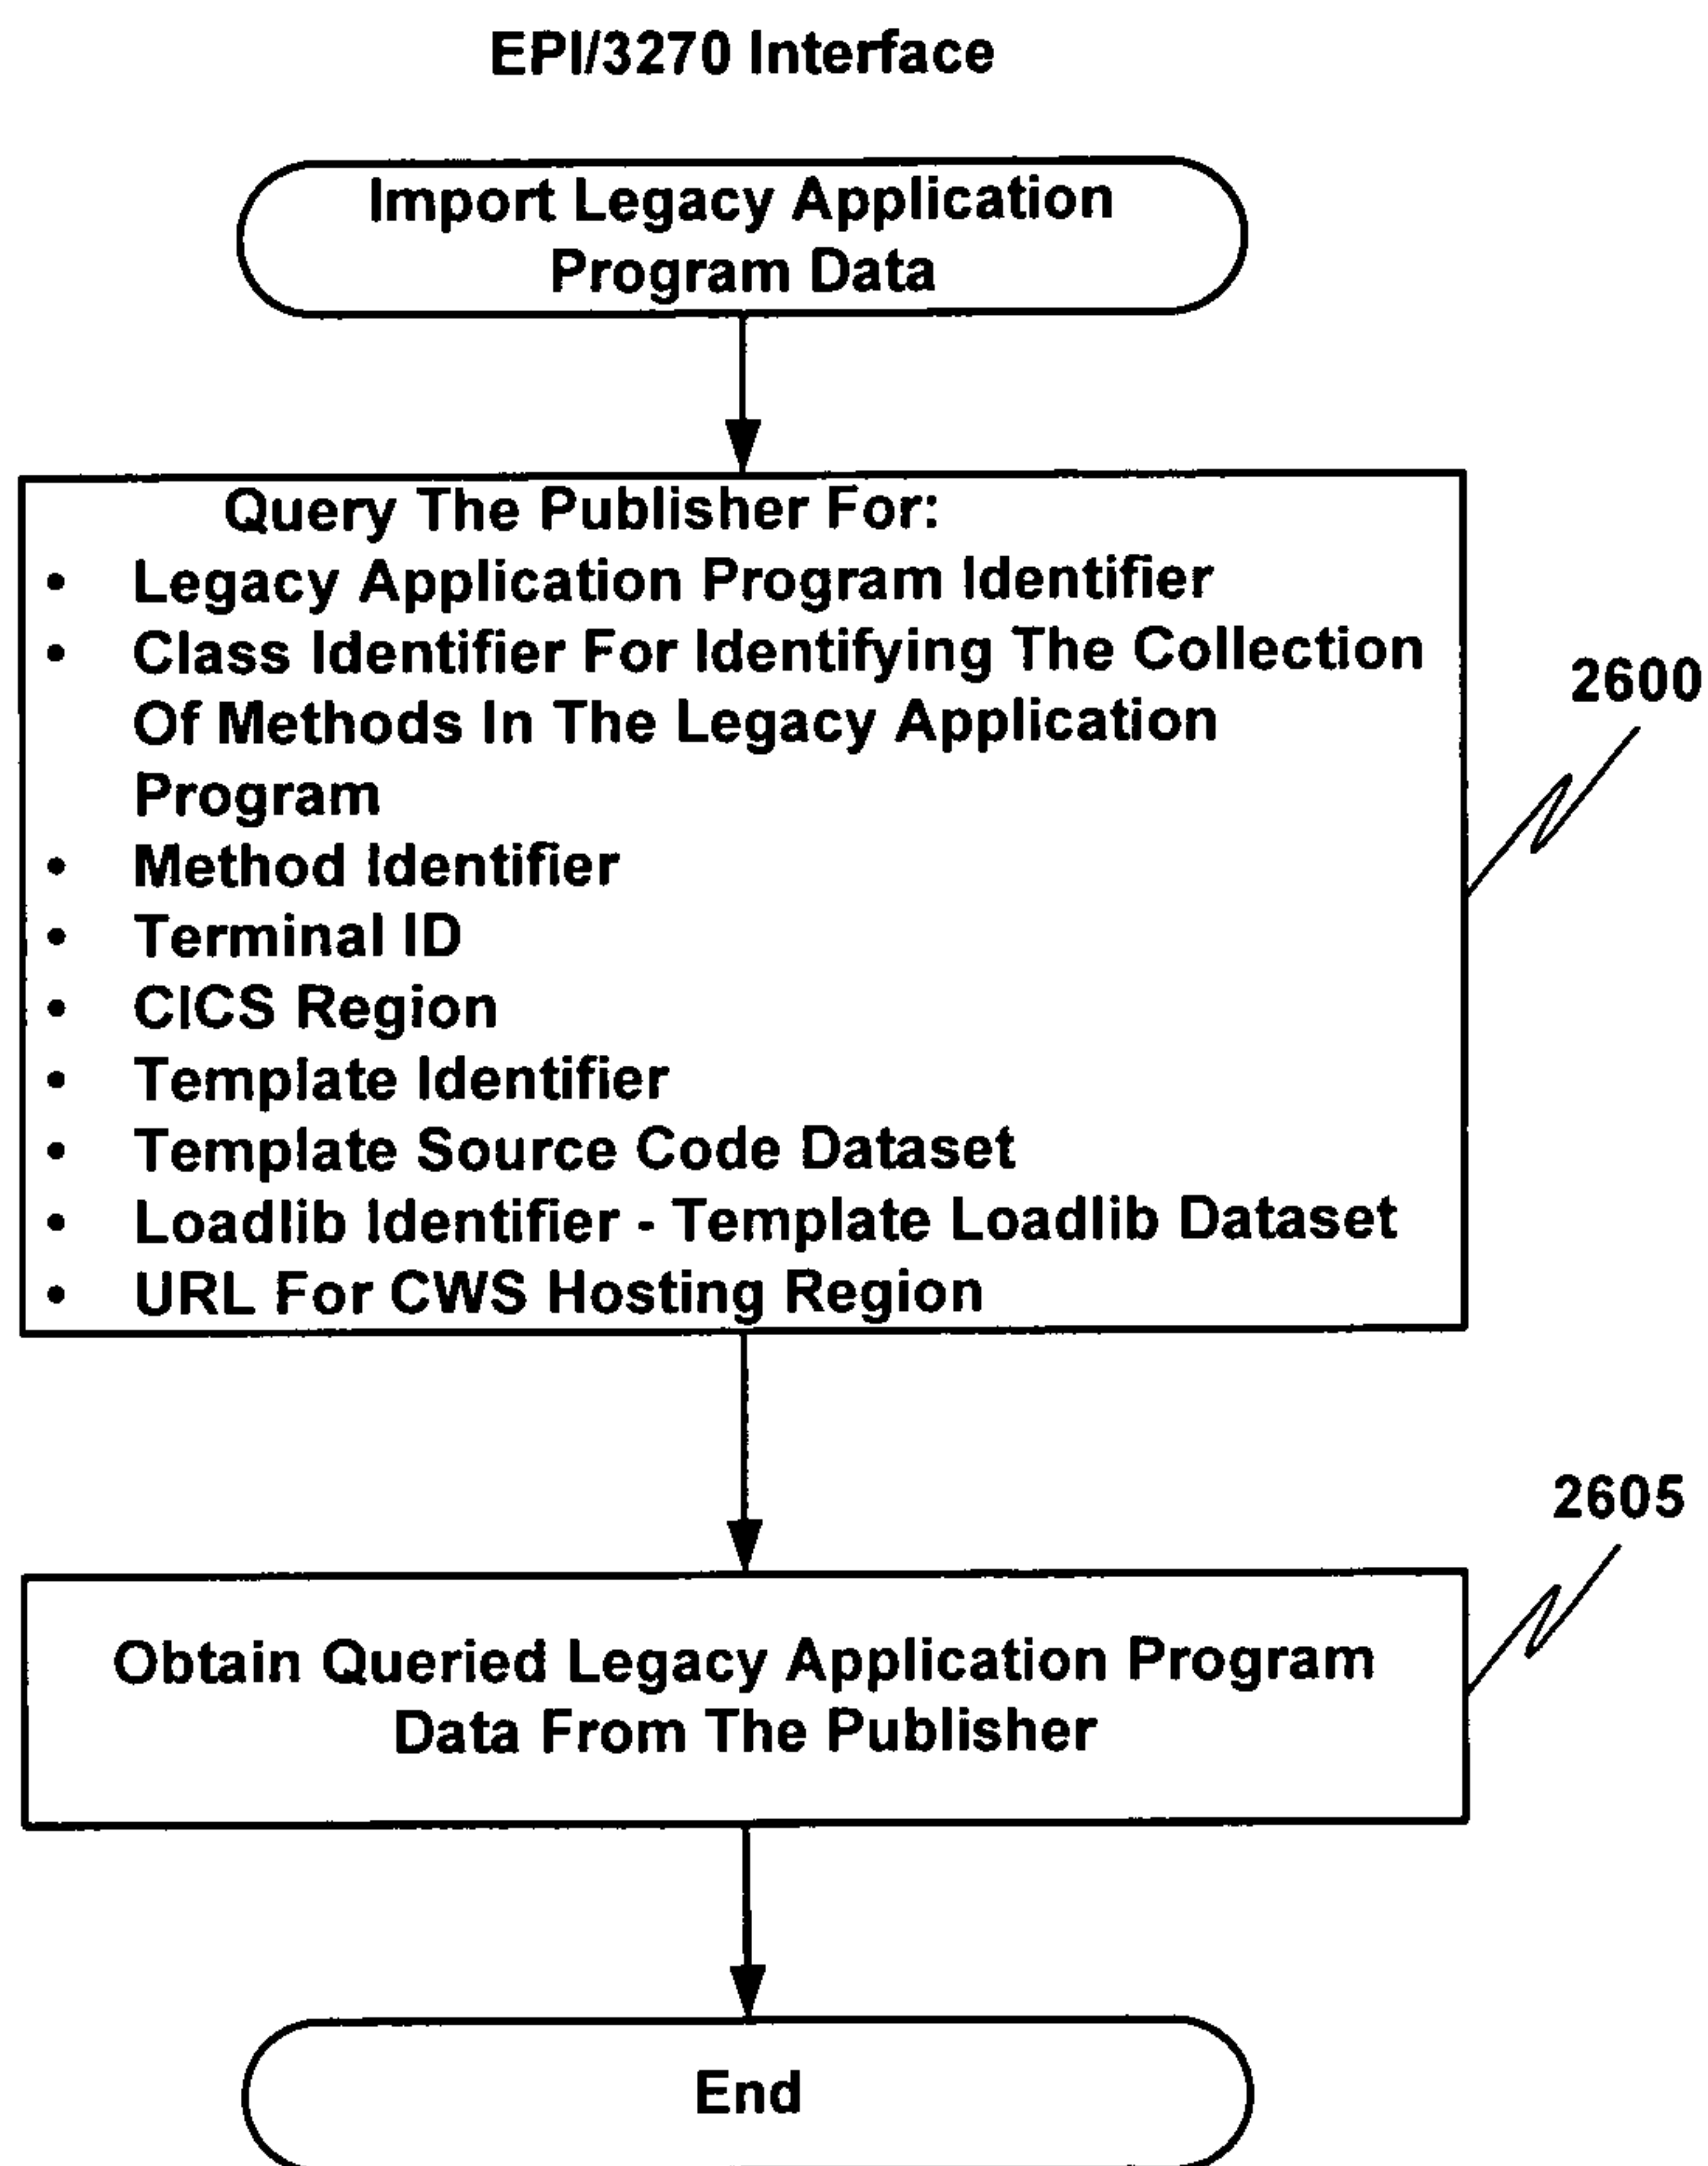 EPI/3270 Interface
Import Legacy Application
Program Data
Query The Publisher For:
• Legacy Application Program Identifier
• Class Identifier For Identifying The Collection
Of Methods In The Legacy Application
Program
• Method Identifier
• Terminal ID
• CICS Region
• Template Identifier
• Template Source Code Dataset
• Loadlib Identifier - Template Loadlib Dataset
• URL For CWS Hosting Region
2600
2605
Obtain Queried Legacy Application Program
Data From The Publisher
End